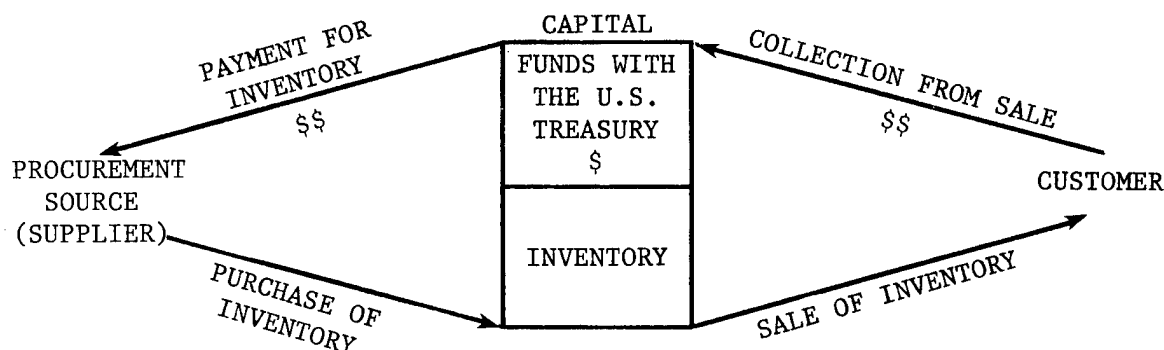 CAPITAL
PAYMENT FOR
INVENTORY
$$
FUNDS WITH
THE U.S.
TREASURY
$
COLLECTION FROM SALE
$$
PROCUREMENT
SOURCE
(SUPPLIER)
CUSTOMER
INVENTORY
PURCHASE OF
INVENTORY
SALE OF INVENTORY